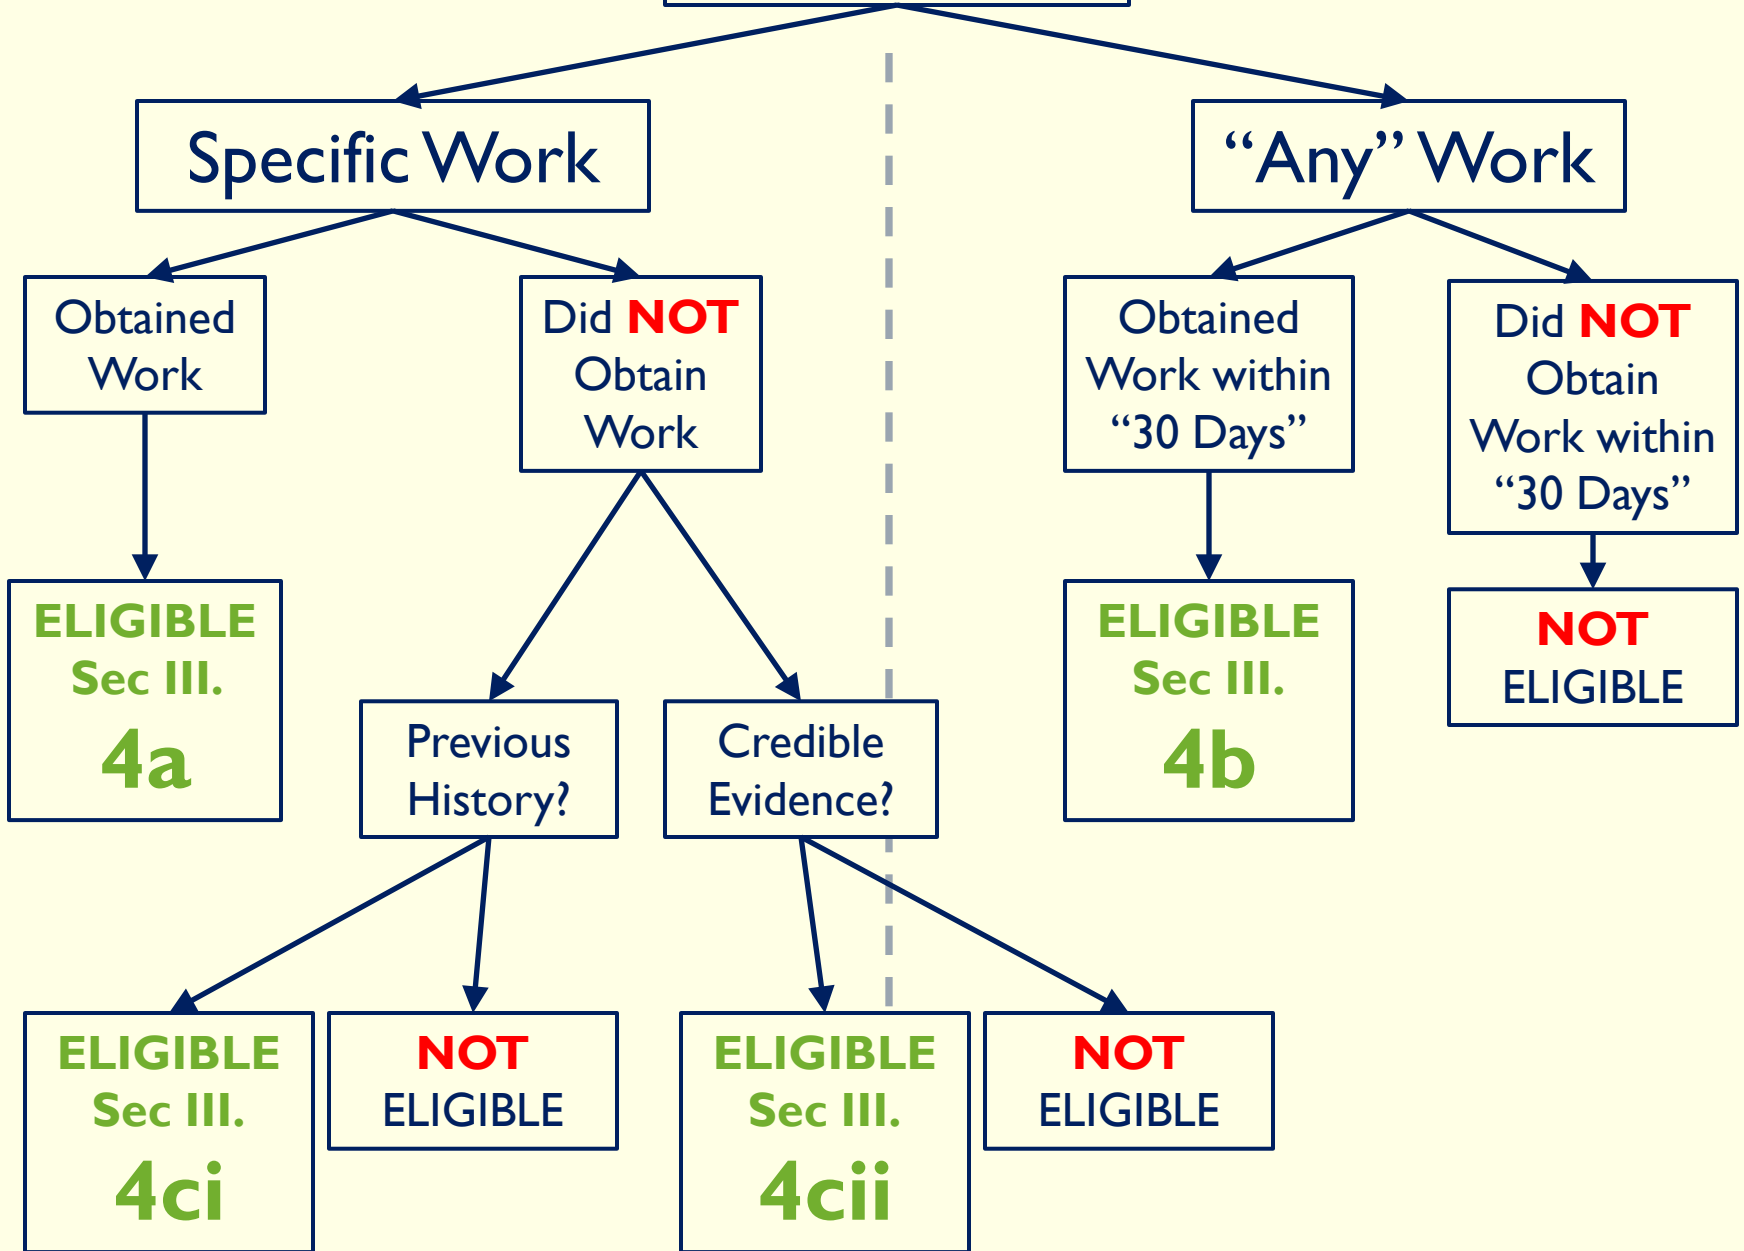 Specific Work
“Any” Work
Obtained
Work
Did NOT
Obtain
Work
Obtained
Work within
“30 Days”
Did NOT
Obtain
Work within
“30 Days”
ELIGIBLE
Sec III.
4a
Previous
History?
Credible
Evidence?
ELIGIBLE
Sec III.
4b
NOT
ELIGIBLE
ELIGIBLE
Sec III.
4ci
NOT
ELIGIBLE
ELIGIBLE
Sec III.
4cii
NOT
ELIGIBLE